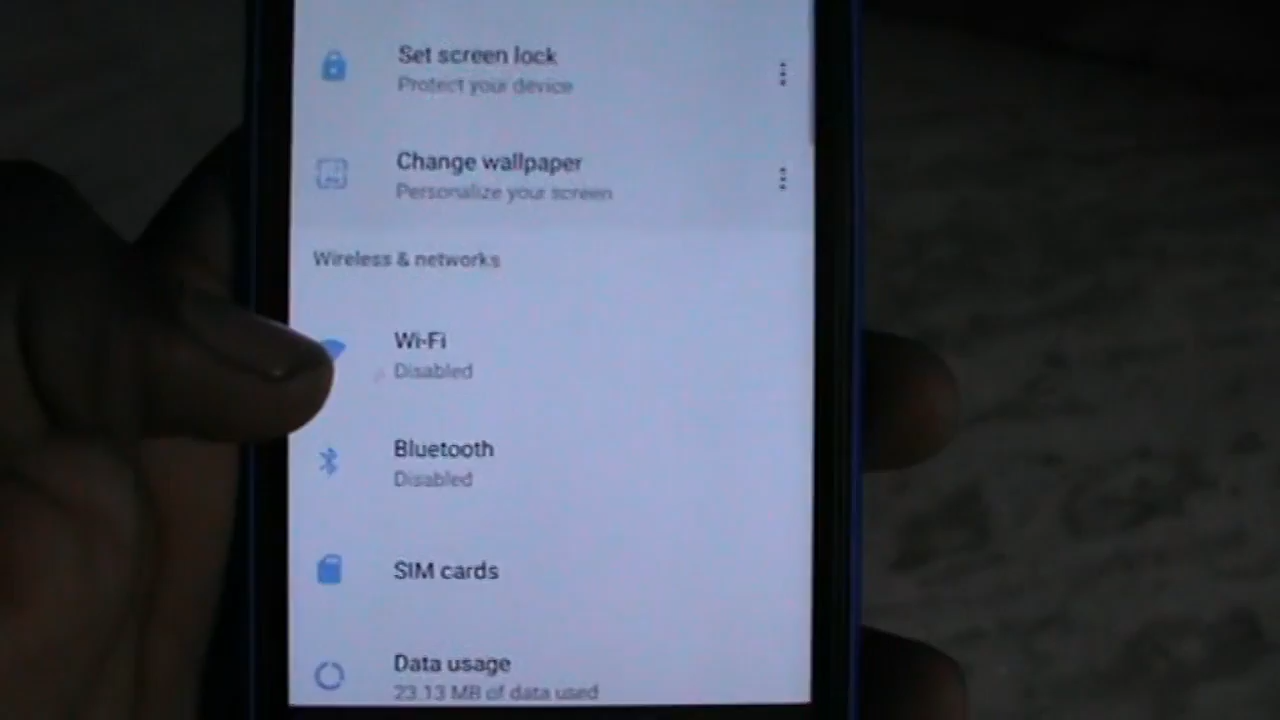 Set screen lock
Protect your device
Change wallpaper
Personalize your screen
Wireless & networks
Wi-Fi
Disabled
Bluetooth
Disabled
SIM cards
Data usage
23.13 MB of data used